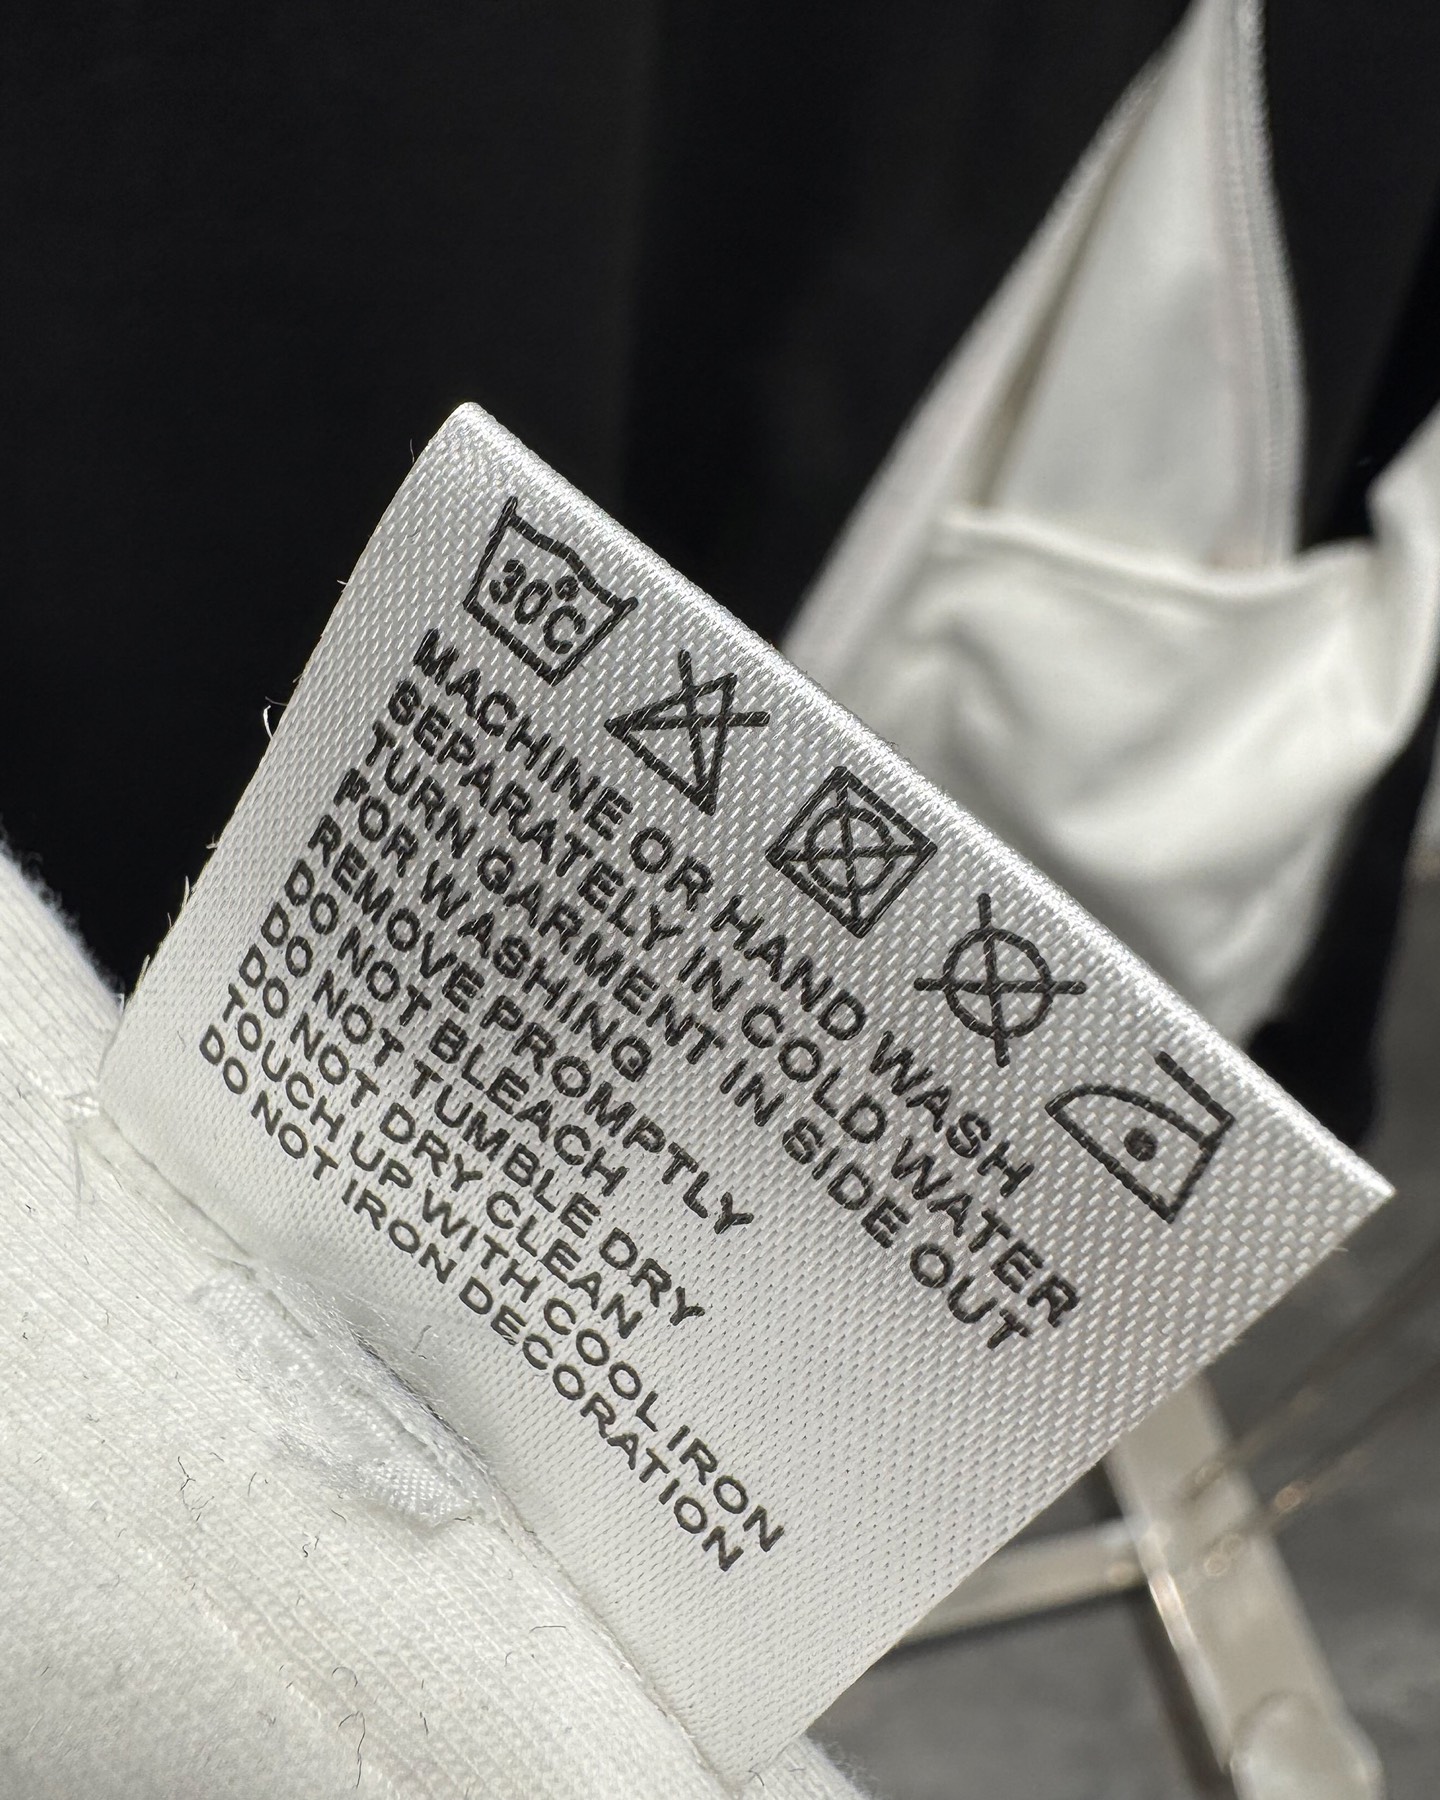 30°C
MACHINE OR HAND WASH
SEPARATELY IN COLD WATER
TURN GARMENT IN SIDE OUT
FOR WASHING
REMOVE PROMPTLY
DO NOT BLEACH
DO NOT TUMBLE DRY
DO NOT DRY CLEAN
TOUCH UP WITH COOL IRON
DO NOT IRON DECORATION